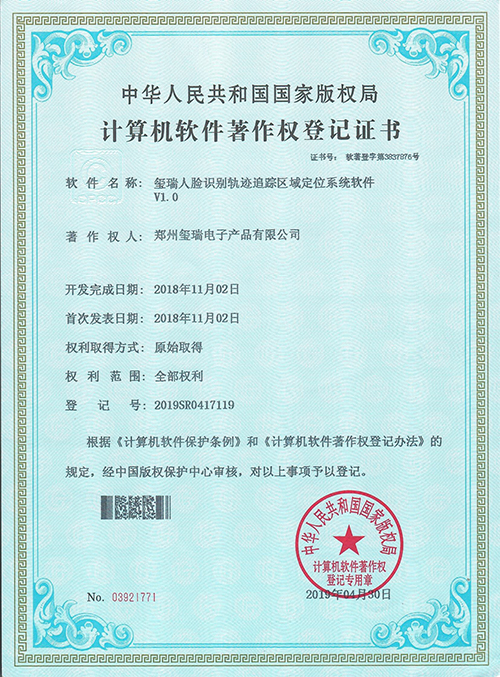 中华人民共和国国家版权局
计算机软件著作权登记证书
证书号： 软著登字第3837876号
软件名称： 玺瑞人脸识别轨迹追踪区域定位系统软件
V1.0
著作权人： 郑州玺瑞电子产品有限公司
开发完成日期： 2018年11月02日
首次发表日期： 2018年11月02日
权利取得方式： 原始取得
权利范围： 全部权利
登记号： 2019SR0417119
根据《计算机软件保护条例》和《计算机软件著作权登记办法》的
规定，经中国版权保护中心审核，对以上事项予以登记。
中华人民共和国国家版权局
计算机软件著作权
登记专用章
No. 03921771
2019年04月30日